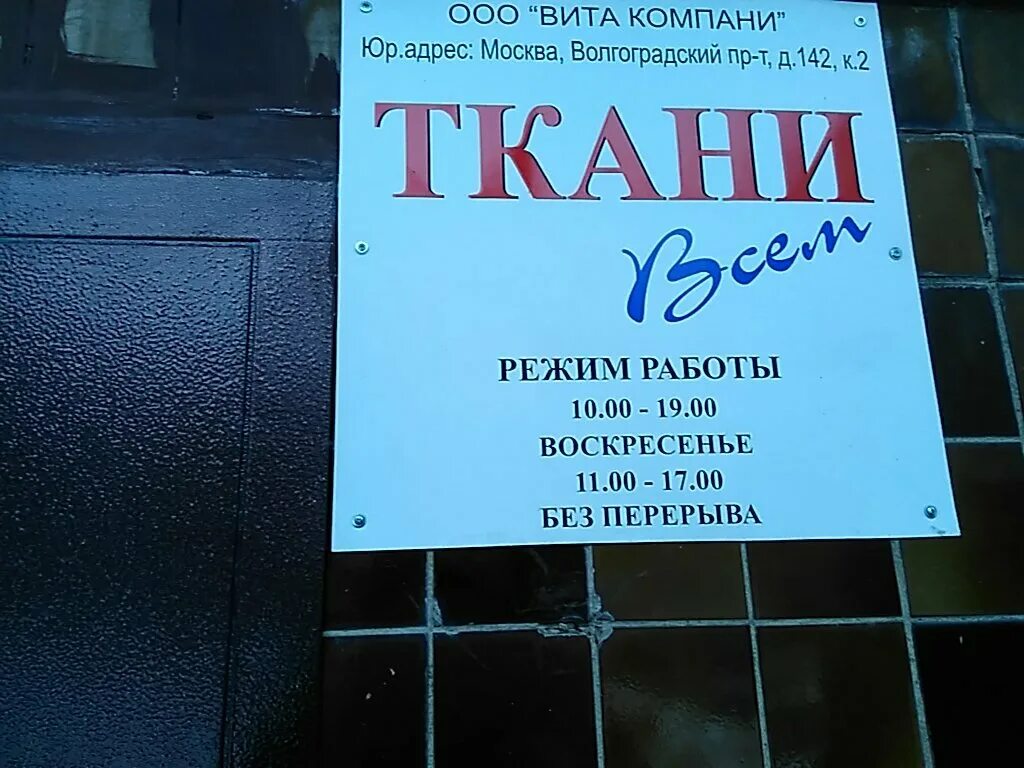 ООО "ВИТА КОМПАНИ"
Юр.адрес: Москва, Волгоградский пр-т, д.142, к.2
ТКАНИ
Всем
РЕЖИМ РАБОТЫ
10.00 - 19.00
ВОСКРЕСЕНЬЕ
11.00 - 17.00
БЕЗ ПЕРЕРЫВА